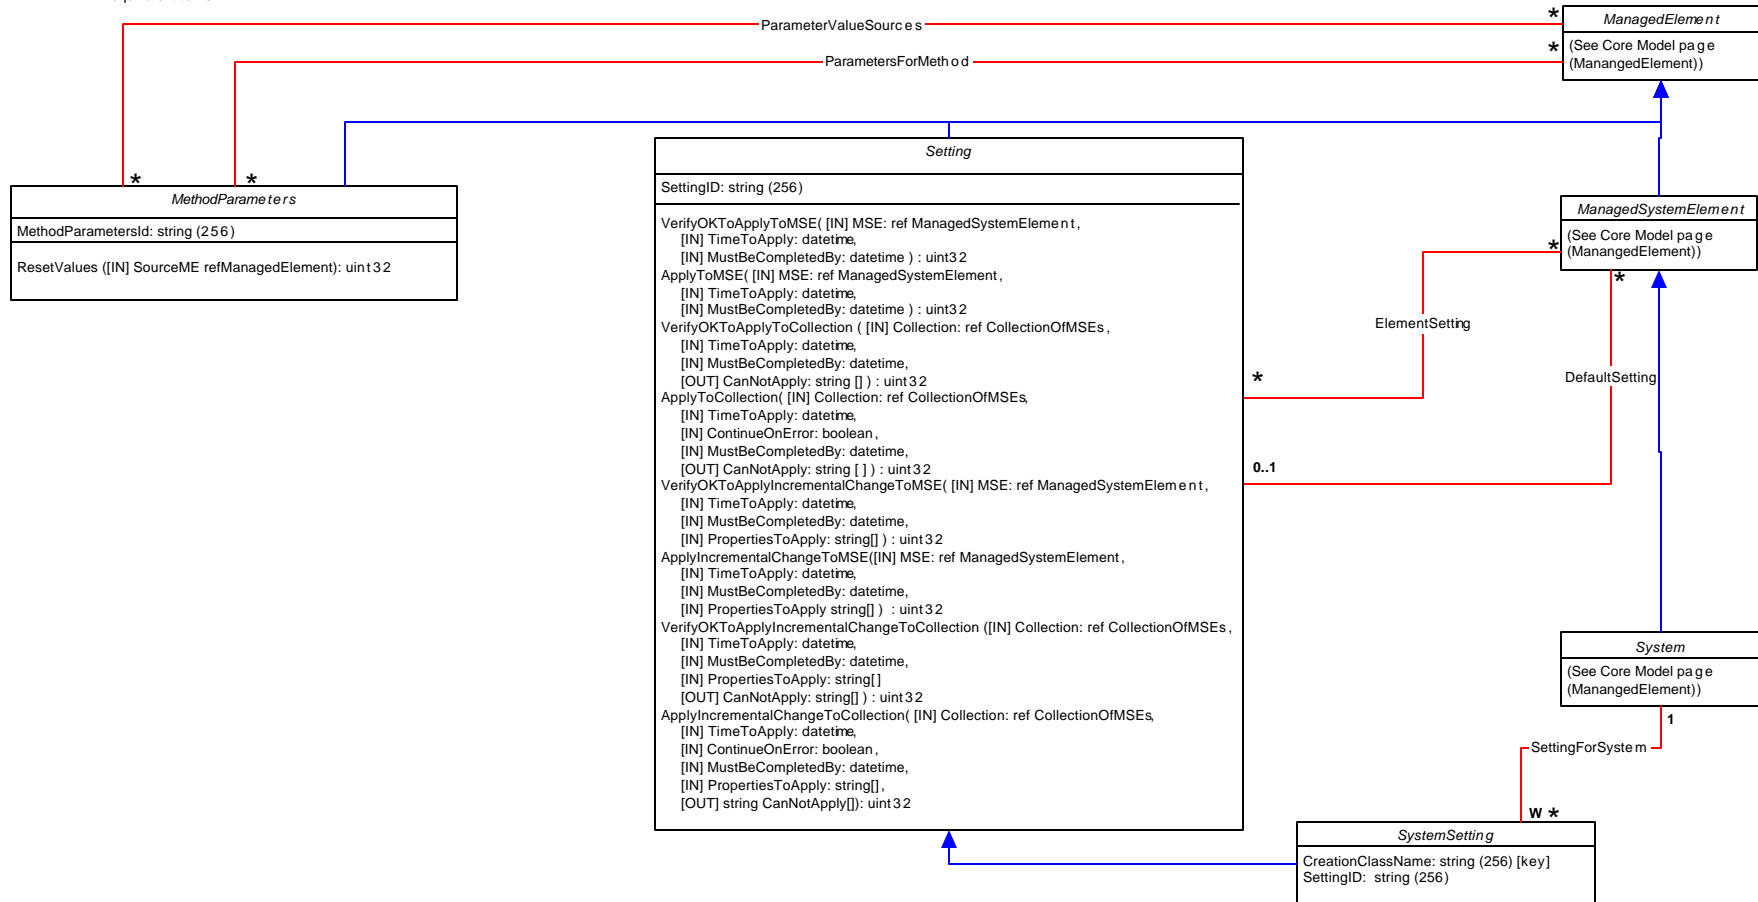 ParameterValueSources
*
ManagedElement
(See Core Model page
(ManangedElement))
*
ParametersForMethod
*
*
MethodParameters
MethodParametersId: string (256)
ResetValues ([IN] SourceME refManagedElement): uint32
Setting
SettingID: string (256)
VerifyOKToApplyToMSE( [IN] MSE: ref ManagedSystemElement,
[IN] TimeToApply: datetime,
[IN] MustBeCompletedBy: datetime ) : uint32
ApplyToMSE( [IN] MSE: ref ManagedSystemElement,
[IN] TimeToApply: datetime,
[IN] MustBeCompletedBy: datetime ) : uint32
VerifyOKToApplyToCollection ( [IN] Collection: ref CollectionOfMSEs,
[IN] TimeToApply: datetime,
[IN] MustBeCompletedBy: datetime,
[OUT] CanNotApply: string [] ) : uint32
ApplyToCollection( [IN] Collection: ref CollectionOfMSEs,
[IN] TimeToApply: datetime,
[IN] ContinueOnError: boolean,
[IN] MustBeCompletedBy: datetime,
[OUT] CanNotApply: string [ ] ) : uint32
VerifyOKToApplyIncrementalChangeToMSE( [IN] MSE: ref ManagedSystemElement,
[IN] TimeToApply: datetime,
[IN] MustBeCompletedBy: datetime,
[IN] PropertiesToApply: string[] ) : uint32
ApplyIncrementalChangeToMSE([IN] MSE: ref ManagedSystemElement,
[IN] TimeToApply: datetime,
[IN] MustBeCompletedBy: datetime,
[IN] PropertiesToApply string[] ) : uint32
VerifyOKToApplyIncrementalChangeToCollection ([IN] Collection: ref CollectionOfMSEs,
[IN] TimeToApply: datetime,
[IN] MustBeCompletedBy: datetime,
[IN] PropertiesToApply: string[]
[OUT] CanNotApply: string[] ) : uint32
ApplyIncrementalChangeToCollection( [IN] Collection: ref CollectionOfMSEs,
[IN] TimeToApply: datetime,
[IN] ContinueOnError: boolean,
[IN] MustBeCompletedBy: datetime,
[IN] PropertiesToApply: string[],
[OUT] string CanNotApply[]): uint32
ManagedSystemElement
(See Core Model page
(ManangedElement))
*
*
ElementSetting
*
DefaultSetting
0..1
System
(See Core Model page
(ManangedElement))
1
SettingForSystem
W *
SystemSetting
CreationClassName: string (256) [key]
SettingID: string (256)